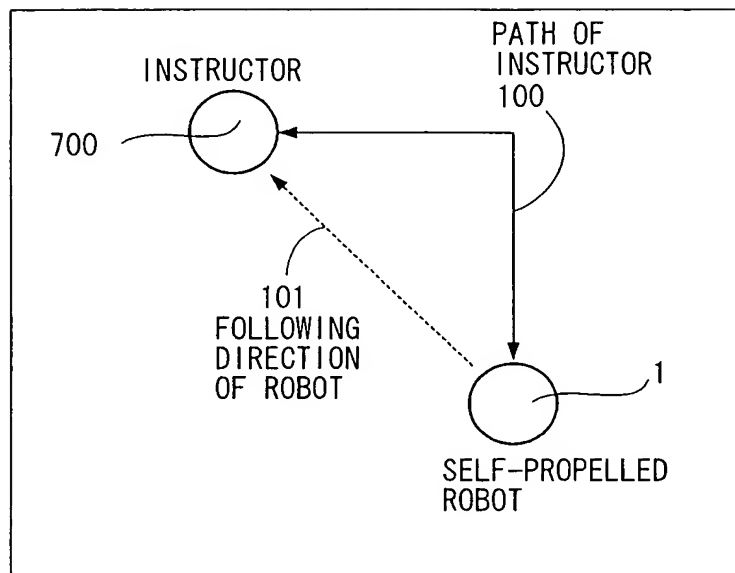 PATH OF
INSTRUCTOR
100
INSTRUCTOR
700
101
FOLLOWING
DIRECTION
OF ROBOT
1
SELF-PROPELLED
ROBOT